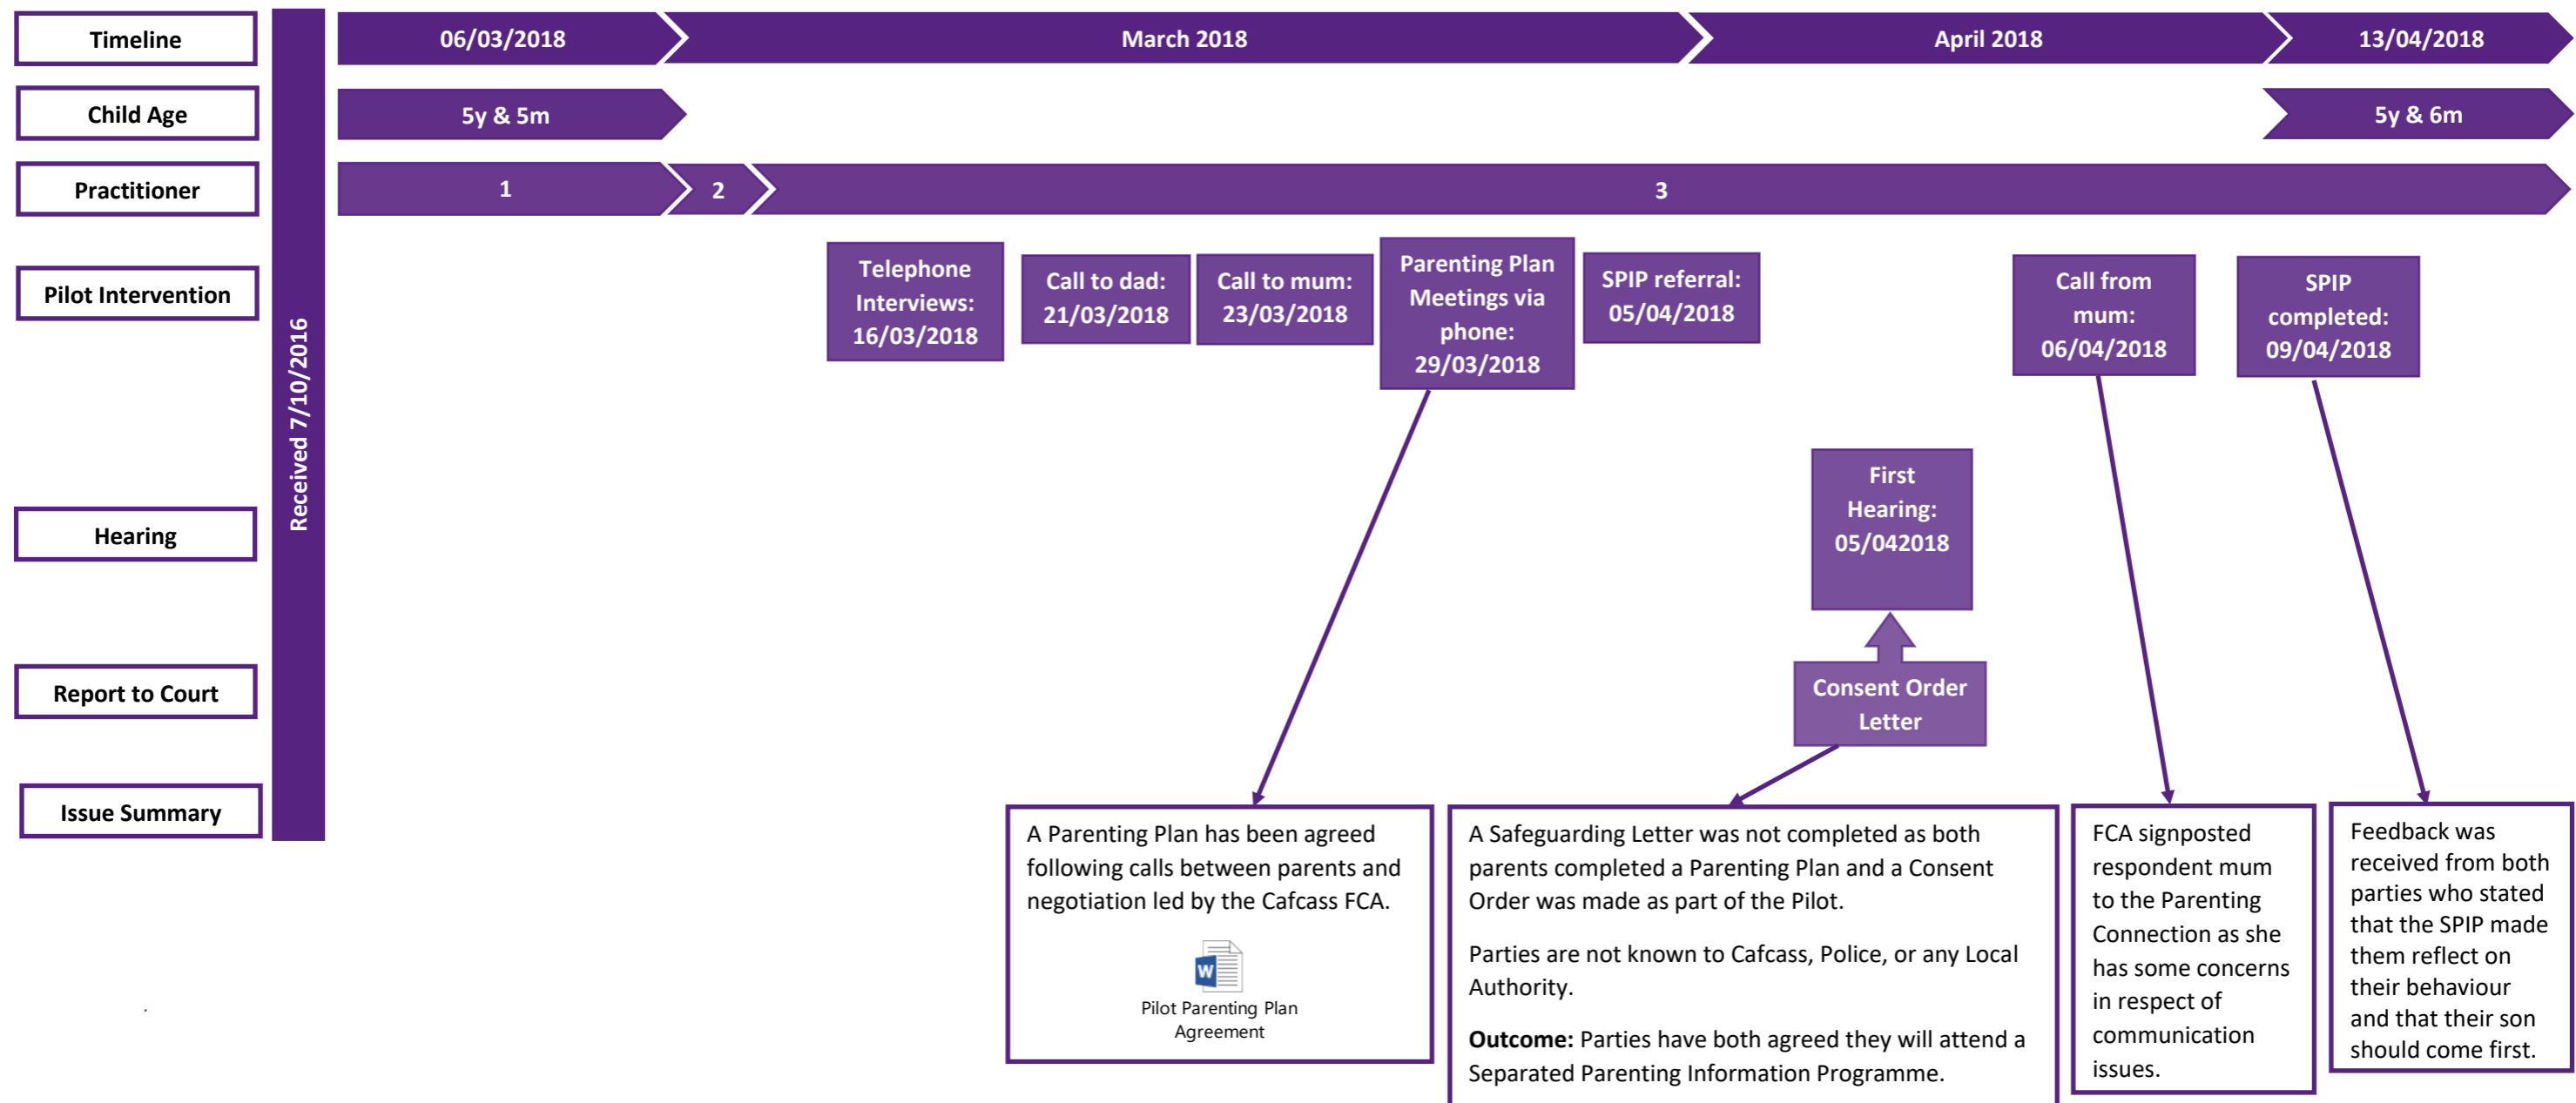 Timeline
06/03/2018
March 2018
April 2018
13/04/2018
Child Age
5y & 5m
5y & 6m
Practitioner
1
2
3
Received 7/10/2016
Pilot Intervention
Telephone
Interviews:
16/03/2018
Call to dad:
21/03/2018
Call to mum:
23/03/2018
Parenting Plan
Meetings via
phone:
29/03/2018
SPIP referral:
05/04/2018
Call from
mum:
06/04/2018
SPIP
completed:
09/04/2018
Hearing
First
Hearing:
05/042018
Report to Court
Consent Order
Letter
Issue Summary
A Parenting Plan has been agreed
following calls between parents and
negotiation led by the Cafcass FCA.
W
Pilot Parenting Plan
Agreement
A Safeguarding Letter was not completed as both
parents completed a Parenting Plan and a Consent
Order was made as part of the Pilot.
Parties are not known to Cafcass, Police, or any Local
Authority.
Outcome: Parties have both agreed they will attend a
Separated Parenting Information Programme.
FCA signposted
respondent mum
to the Parenting
Connection as she
has some concerns
in respect of
communication
issues.
Feedback was
received from both
parties who stated
that the SPIP made
them reflect on
their behaviour
and that their son
should come first.
.